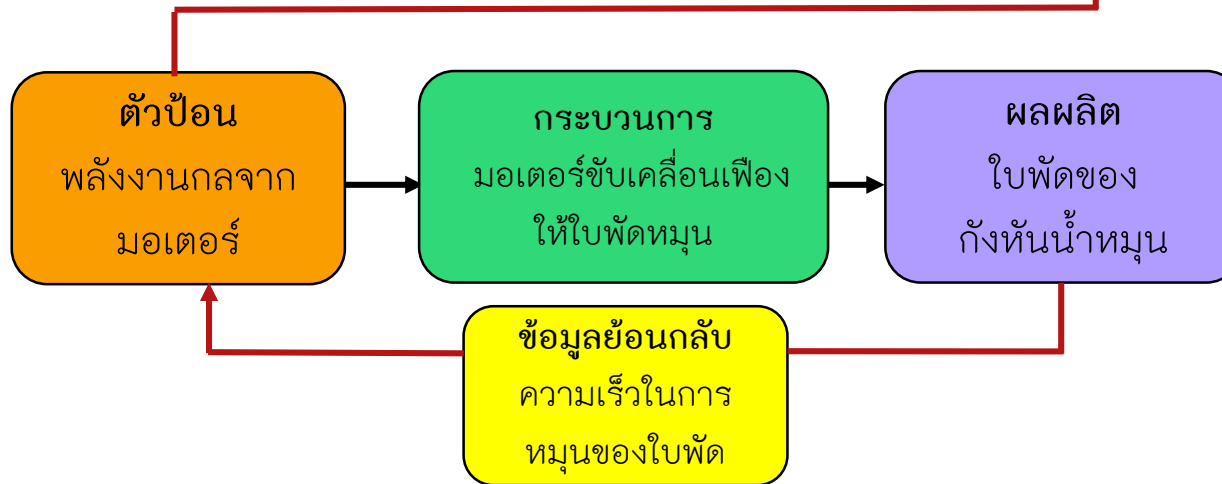 ตัวป้อน
พลังงานกลจาก
มอเตอร์
กระบวนการ
มอเตอร์ขับเคลื่อนเฟือง
ให้ใบพัดหมุน
ผลผลิต
ใบพัดของ
กังหันน้ำหมุน
ข้อมูลย้อนกลับ
ความเร็วในการ
หมุนของใบพัด